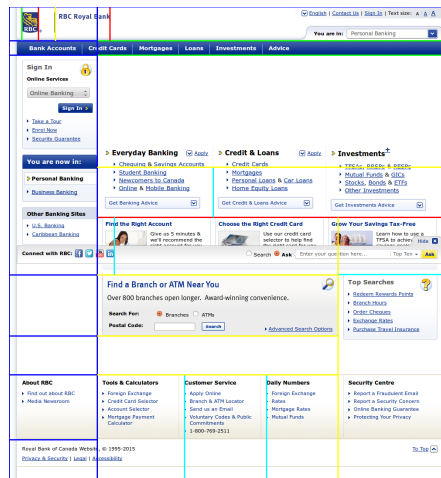 RBC Royal Bank
RBC
English | Contact Us | Sign In | Text size: A A A
You are in: Personal Banking
Bank Accounts Credit Cards Mortgages Loans Investments Advice
Sign In
Online Services
Online Banking
Sign In >
Take a Tour
Enrol Now
Security Guarantee
You are now in:
Personal Banking
Business Banking
Other Banking Sites
U.S. Banking
Caribbean Banking
Everyday Banking Apply
Chequing & Savings Accounts
Student Banking
Newcomers to Canada
Online & Mobile Banking
Get Banking Advice
Credit & Loans Apply
Credit Cards
Mortgages
Personal Loans & Car Loans
Home Equity Loans
Get Credit & Loans Advice
Investments±
TFSAs, RRSPs & RESPs
Mutual Funds & GICs
Stocks, Bonds & ETFs
Other Investments
Get Investments Advice
Find the Right Account
Give us 5 minutes &
we'll recommend the
Choose the Right Credit Card
Use our credit card
selector to help find
Grow Your Savings Tax-Free
Learn how to use a
TFSA to achieve
Hide X
Connect with RBC:
Search Ask Enter your question here... Top Ten Ask
Find a Branch or ATM Near You
Over 800 branches open longer. Award-winning convenience.
Search For: Branches ATMs
Postal Code: Search
Advanced Search Options
Top Searches
Redeem Rewards Points
Branch Hours
Order Cheques
Exchange Rates
Purchase Travel Insurance
About RBC
Find out about RBC
Media Newsroom
Tools & Calculators
Foreign Exchange
Credit Card Selector
Account Selector
Mortgage Payment
Calculator
Customer Service
Apply Online
Branch & ATM Locator
Send us an Email
Voluntary Codes & Public
Commitments
1-800-769-2511
Daily Numbers
Foreign Exchange
Rates
Mortgage Rates
Mutual Funds
Security Centre
Report a Fraudulent Email
Report a Security Concern
Online Banking Guarantee
Protecting Your Privacy
Royal Bank of Canada Website, © 1995-2015
Privacy & Security | Legal | Accessibility
To Top